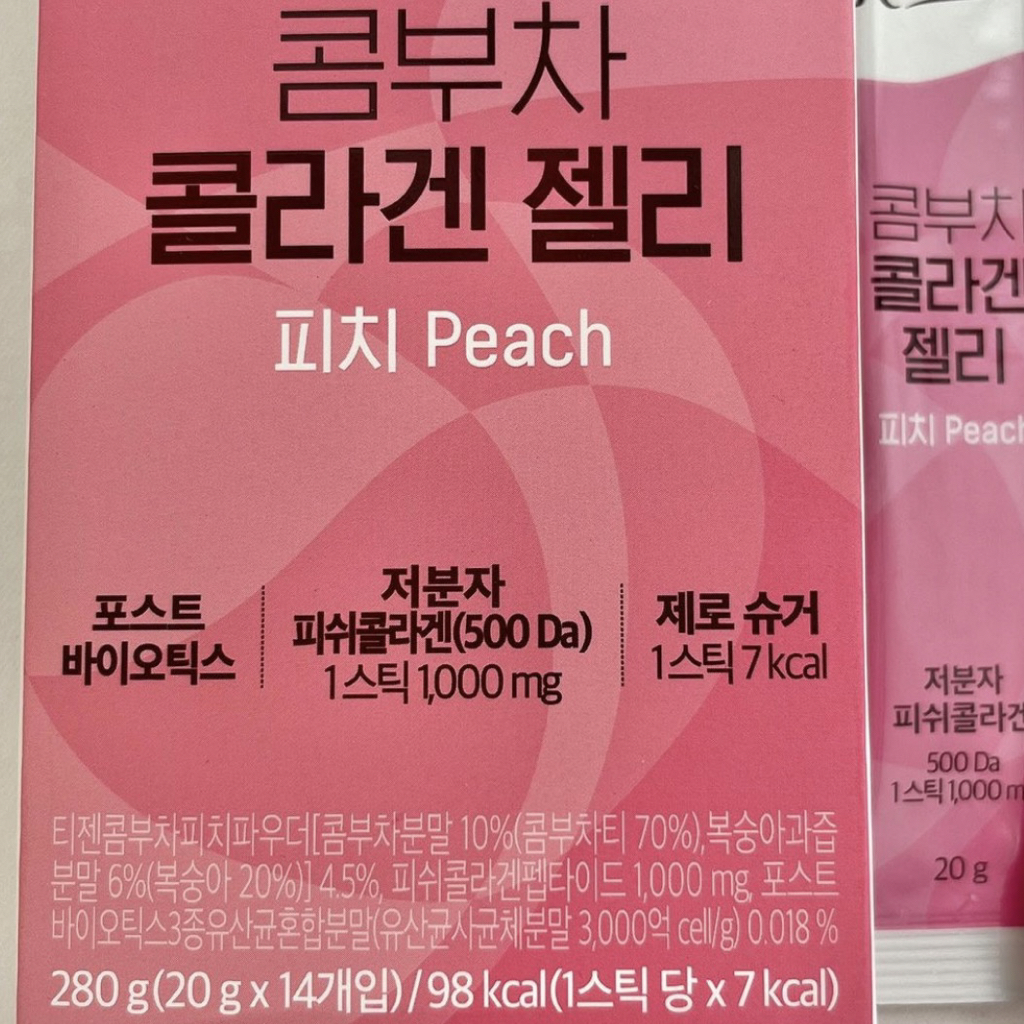 콤부차
콜라겐 젤리
피치 Peach
포스트
바이오틱스
저분자
피쉬콜라겐(500 Da)
1스틱 1,000 mg
제로 슈거
1스틱 7 kcal
티젠콤부차피치파우더[콤부차분말 10%(콤부차티 70%),복숭아과즙
분말 6%(복숭아 20%)] 4.5%, 피쉬콜라겐펩타이드 1,000 mg, 포스트
바이오틱스3종유산균혼합분말(유산균사균체분말 3,000억 cell/g) 0.018 %
280 g(20 g x 14개입) / 98 kcal(1스틱 당 x 7 kcal)
콤부차
콜라겐
젤리
피치 Peach
저분자
피쉬콜라겐
500 Da
1스틱 1,000 m
20 g